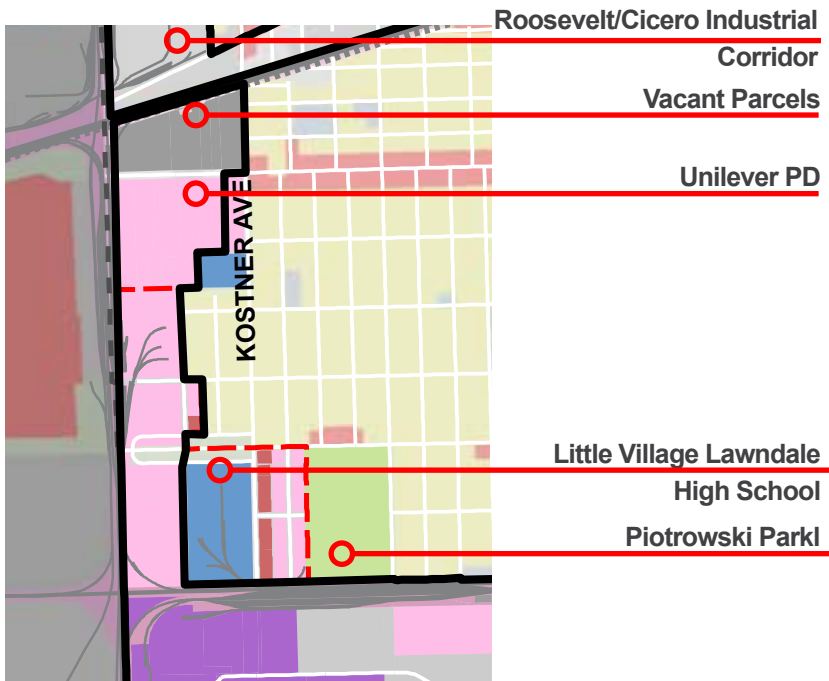 Roosevelt/Cicero Industrial
Corridor
Vacant Parcels
Unilever PD
KOSTNER AVE
Little Village Lawndale
High School
Piotrowski Parkl